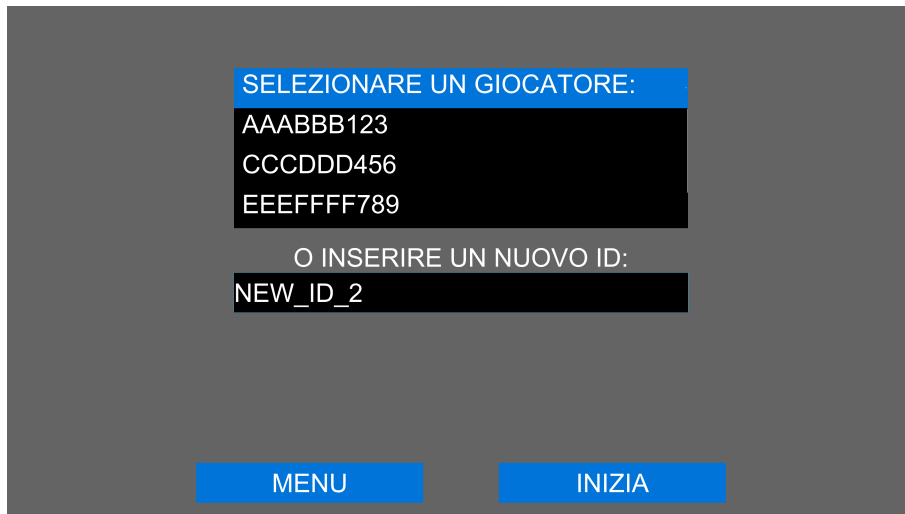 SELEZIONARE UN GIOCATORE:
AAABBB123
CCCDDD456
EEEFFFF789
O INSERIRE UN NUOVO ID:
NEW_ID_2
MENU
INIZIA